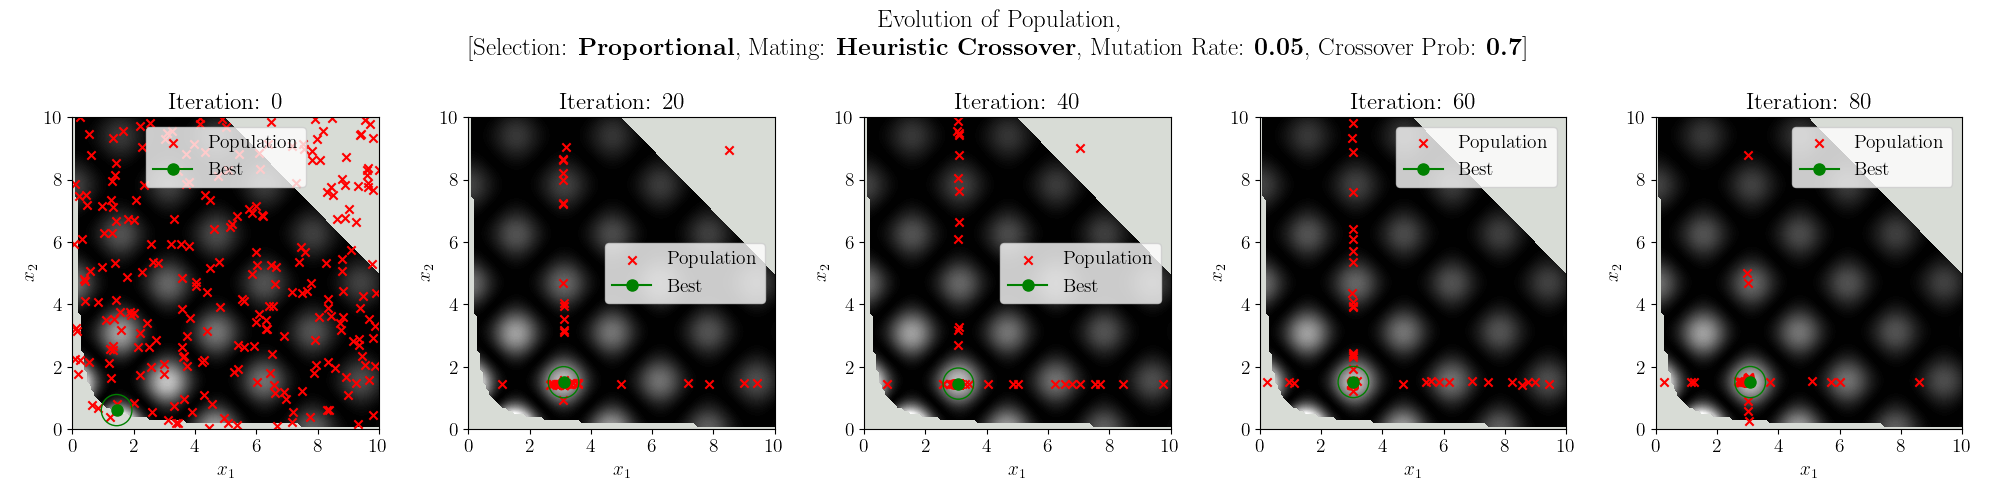 Evolution of Population,
[Selection: Proportional, Mating: Heuristic Crossover, Mutation Rate: 0.05, Crossover Prob: 0.7]
Iteration: 0
10
8
6
4
2
0
x2
0 2 4 6 8 10
x1
Population
Best
Iteration: 20
10
8
6
4
2
0
x2
0 2 4 6 8 10
x1
Population
Best
Iteration: 40
10
8
6
4
2
0
x2
0 2 4 6 8 10
x1
Population
Best
Iteration: 60
10
8
6
4
2
0
x2
0 2 4 6 8 10
x1
Population
Best
Iteration: 80
10
8
6
4
2
0
x2
0 2 4 6 8 10
x1
Population
Best